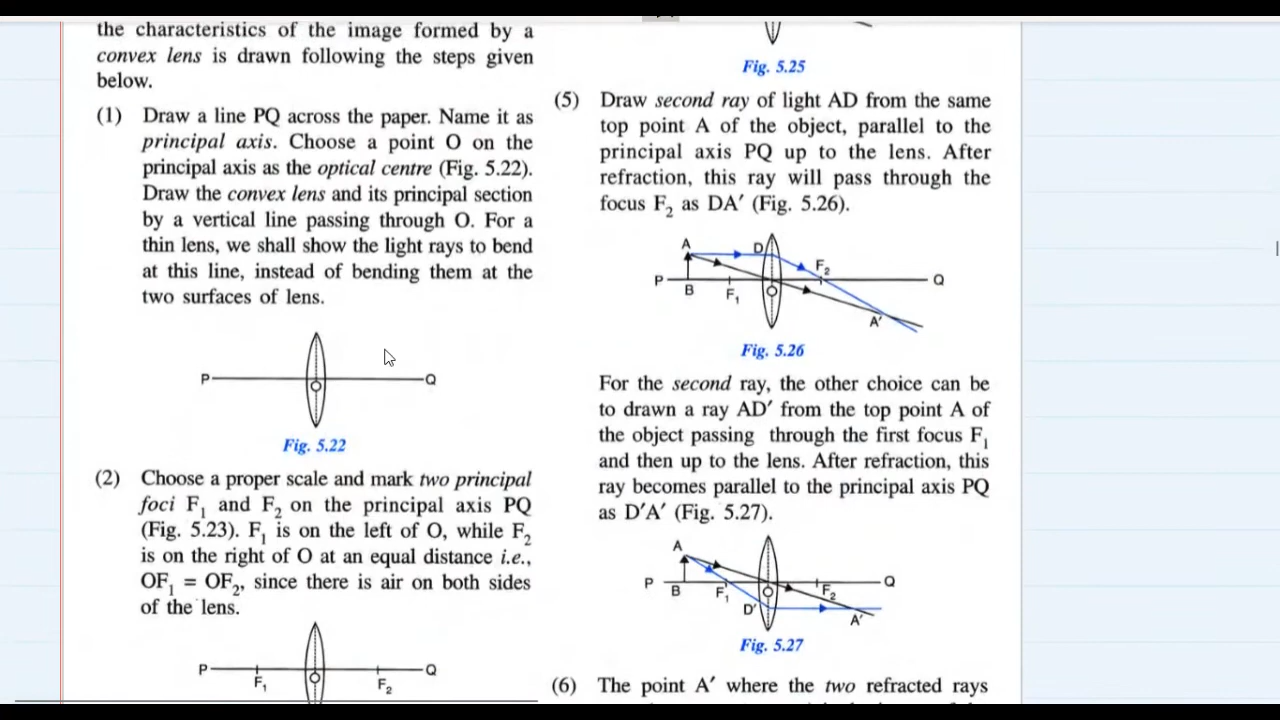 the characteristics of the image formed by a
convex lens is drawn following the steps given
below.
(1) Draw a line PQ across the paper. Name it as
principal axis. Choose a point O on the
principal axis as the optical centre (Fig. 5.22).
Draw the convex lens and its principal section
by a vertical line passing through O. For a
thin lens, we shall show the light rays to bend
at this line, instead of bending them at the
two surfaces of lens.
P O Q
Fig. 5.22
(2) Choose a proper scale and mark two principal
foci F₁ and F₂ on the principal axis PQ
(Fig. 5.23). F₁ is on the left of O, while F₂
is on the right of O at an equal distance i.e.,
OF₁ = OF₂, since there is air on both sides
of the lens.
P O Q
F₁ F₂
Fig. 5.25
(5) Draw second ray of light AD from the same
top point A of the object, parallel to the
principal axis PQ up to the lens. After
refraction, this ray will pass through the
focus F₂ as DA′ (Fig. 5.26).
A D
F₂
P Q
B F₁ O
A′
Fig. 5.26
For the second ray, the other choice can be
to drawn a ray AD′ from the top point A of
the object passing through the first focus F₁
and then up to the lens. After refraction, this
ray becomes parallel to the principal axis PQ
as D′A′ (Fig. 5.27).
A
P Q
B F₁ O F₂
D′ A′
Fig. 5.27
(6) The point A′ where the two refracted rays